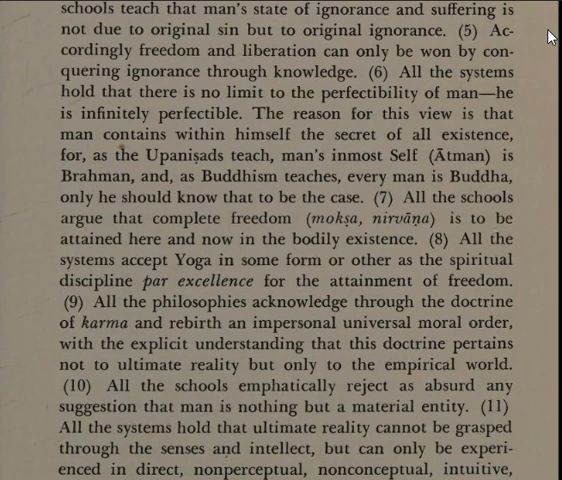 schools teach that man's state of ignorance and suffering is
not due to original sin but to original ignorance. (5) Ac-
cordingly freedom and liberation can only be won by con-
quering ignorance through knowledge. (6) All the systems
hold that there is no limit to the perfectibility of man—he
is infinitely perfectible. The reason for this view is that
man contains within himself the secret of all existence,
for, as the Upaniṣads teach, man's inmost Self (Ātman) is
Brahman, and, as Buddhism teaches, every man is Buddha,
only he should know that to be the case. (7) All the schools
argue that complete freedom (mokṣa, nirvāṇa) is to be
attained here and now in the bodily existence. (8) All the
systems accept Yoga in some form or other as the spiritual
discipline par excellence for the attainment of freedom.
(9) All the philosophies acknowledge through the doctrine
of karma and rebirth an impersonal universal moral order,
with the explicit understanding that this doctrine pertains
not to ultimate reality but only to the empirical world.
(10) All the schools emphatically reject as absurd any
suggestion that man is nothing but a material entity. (11)
All the systems hold that ultimate reality cannot be grasped
through the senses and intellect, but can only be experi-
enced in direct, nonperceptual, nonconceptual, intuitive,